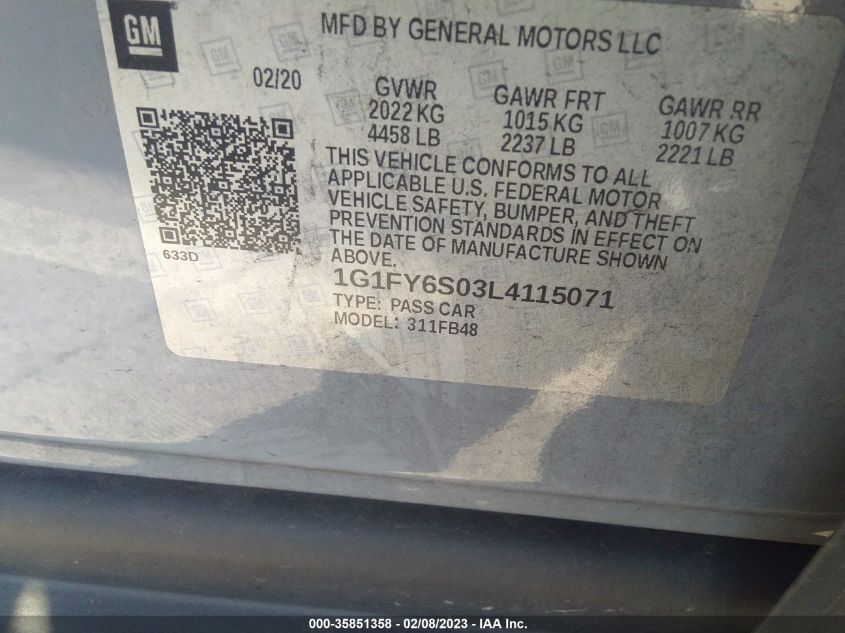 GM
MFD BY GENERAL MOTORS LLC
02/20
GVWR
2022 KG
4458 LB
GAWR FRT
1015 KG
2237 LB
GAWR RR
1007 KG
2221 LB
THIS VEHICLE CONFORMS TO ALL
APPLICABLE U.S. FEDERAL MOTOR
VEHICLE SAFETY, BUMPER, AND THEFT
PREVENTION STANDARDS IN EFFECT ON
THE DATE OF MANUFACTURE SHOWN
ABOVE.
633D
1G1FY6S03L4115071
TYPE: PASS CAR
MODEL: 311FB48
000-35851358 - 02/08/2023 - IAA Inc.